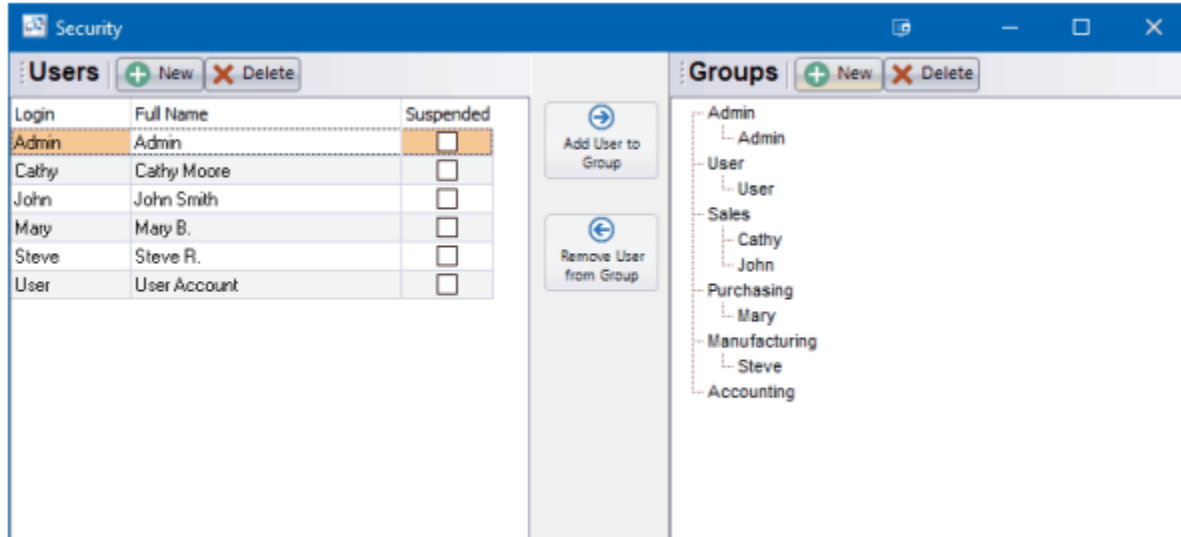 Security
Users New Delete
Login Full Name Suspended
Admin Admin
Cathy Cathy Moore
John John Smith
Mary Mary B.
Steve Steve R.
User User Account
Add User to
Group
Remove User
from Group
Groups New Delete
Admin
Admin
User
User
Sales
Cathy
John
Purchasing
Mary
Manufacturing
Steve
Accounting